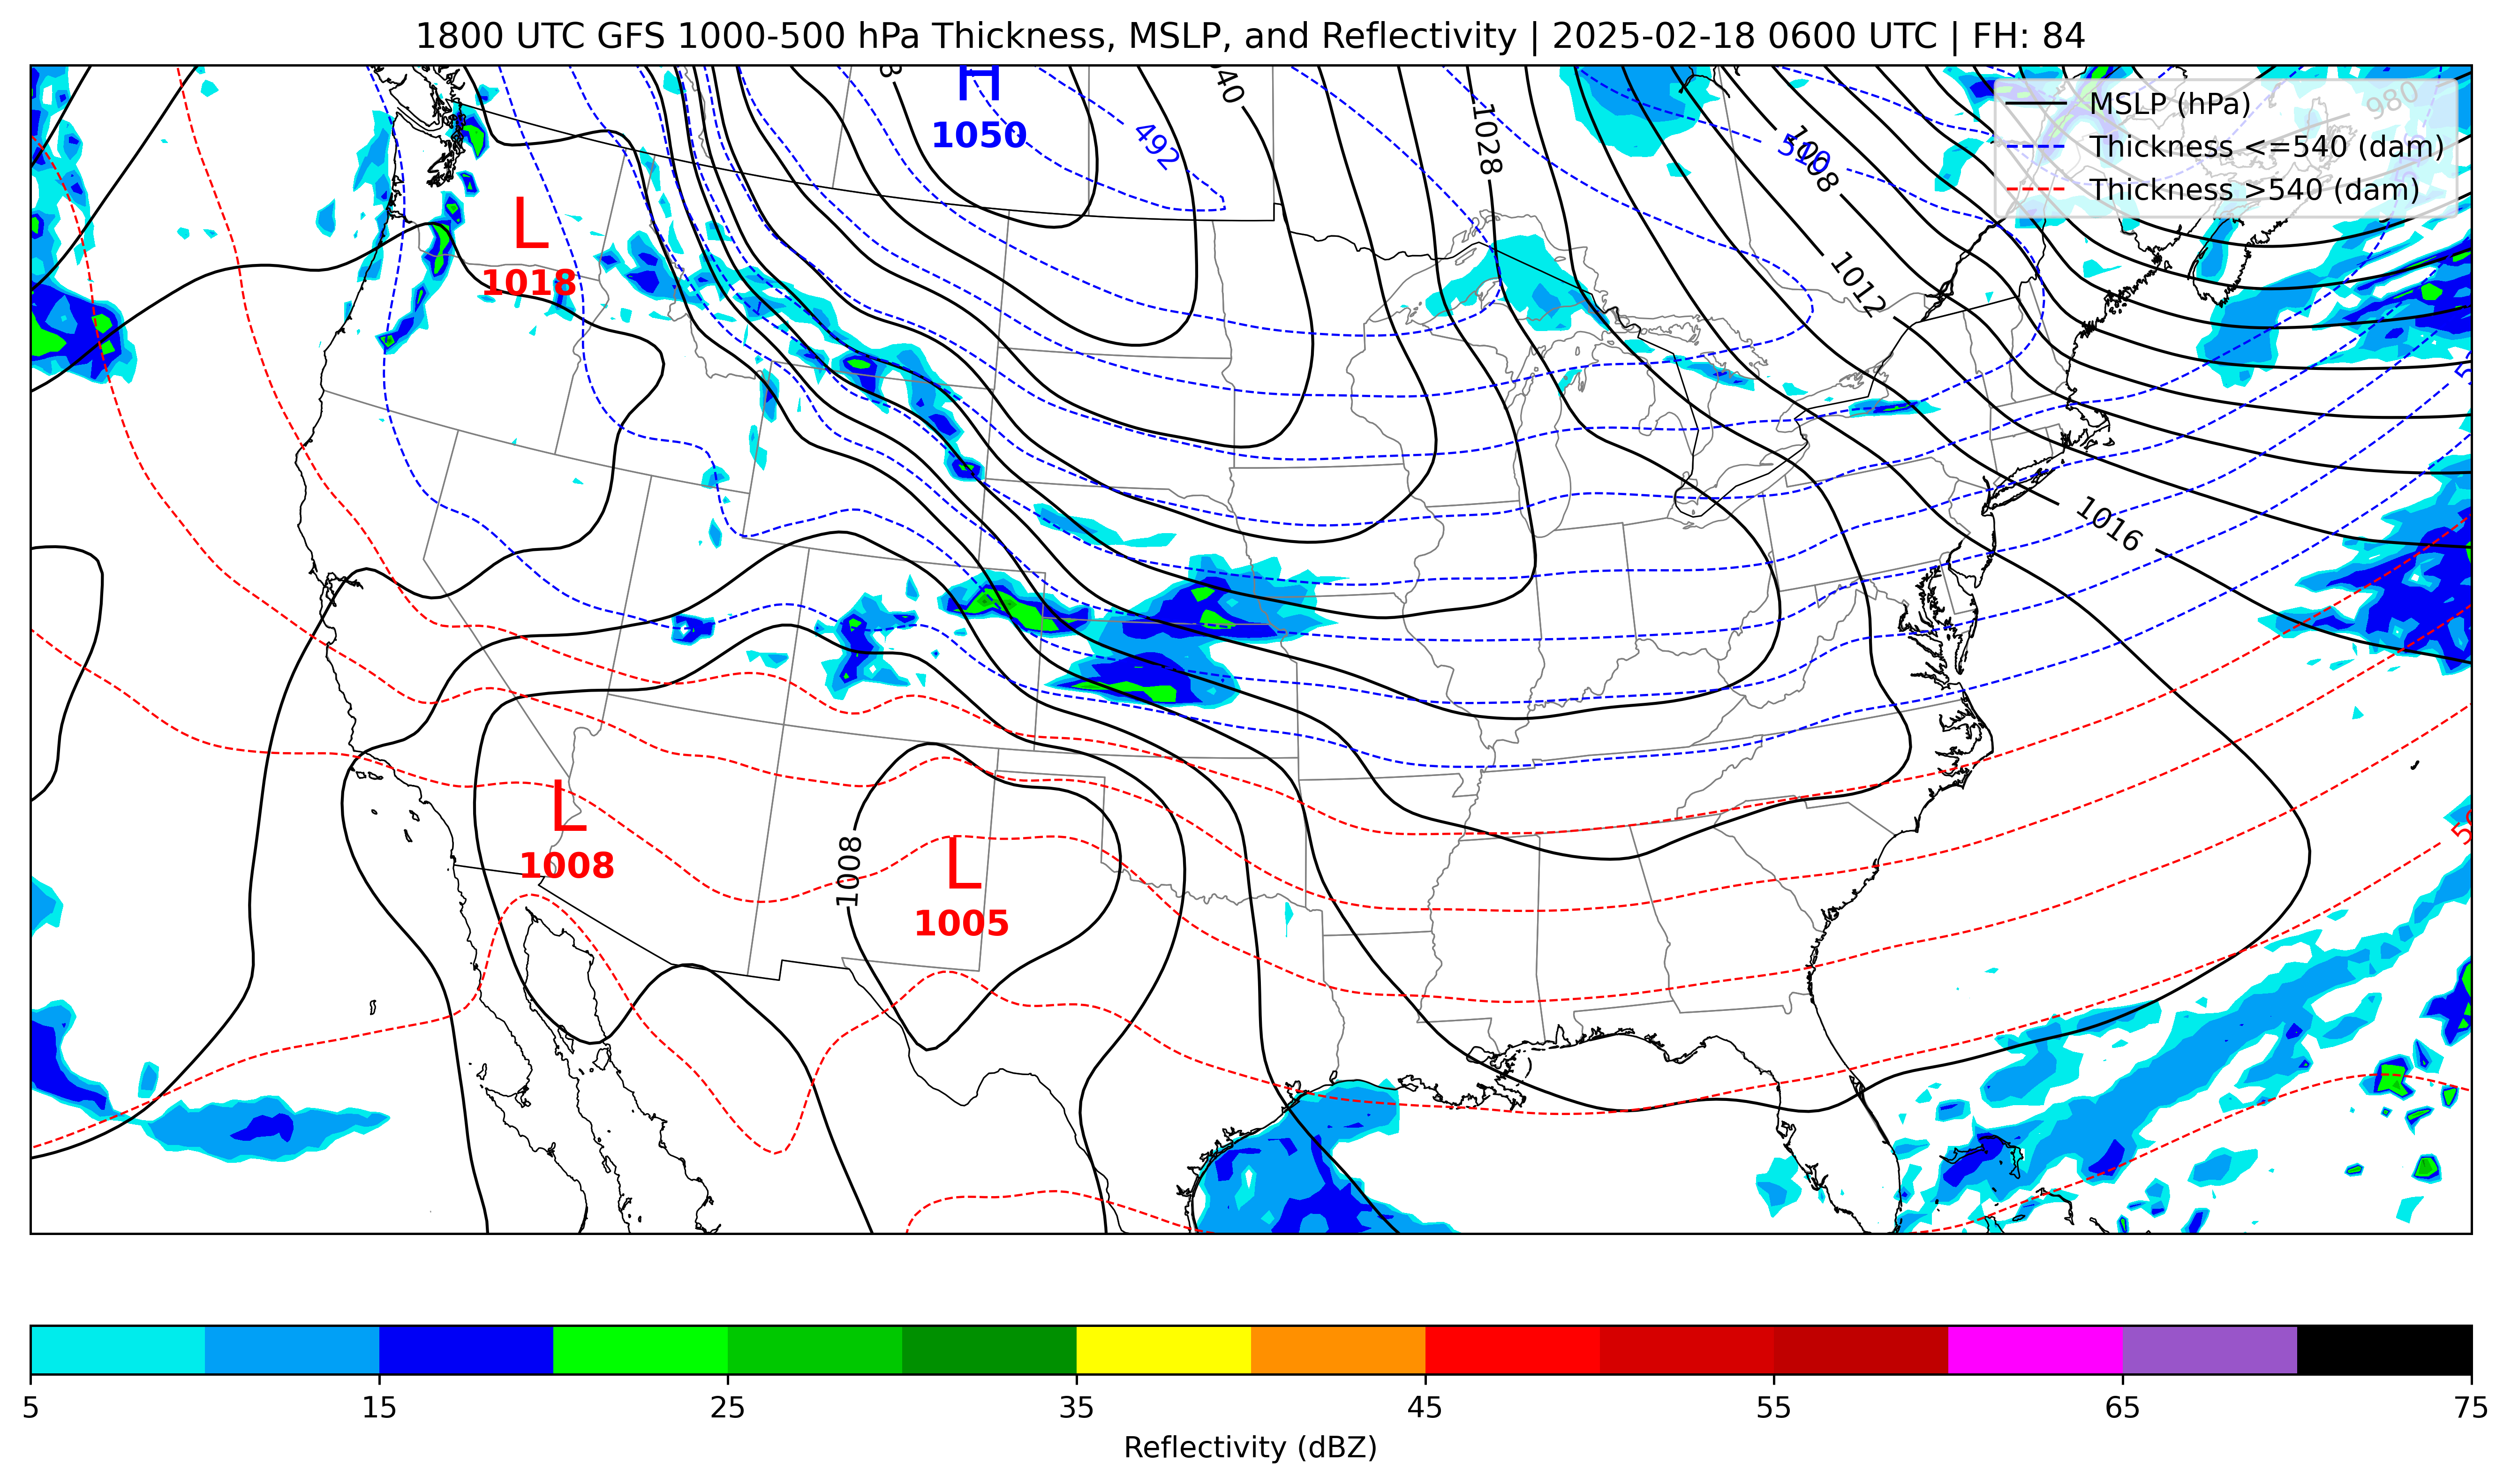 1800 UTC GFS 1000-500 hPa Thickness, MSLP, and Reflectivity | 2025-02-18 0600 UTC | FH: 84
MSLP (hPa)
Thickness <=540 (dam)
Thickness >540 (dam)
H
1050
492
1028
1008
980
L
1018
1012
1016
L
1008
1008
L
1005
5 15 25 35 45 55 65 75
Reflectivity (dBZ)